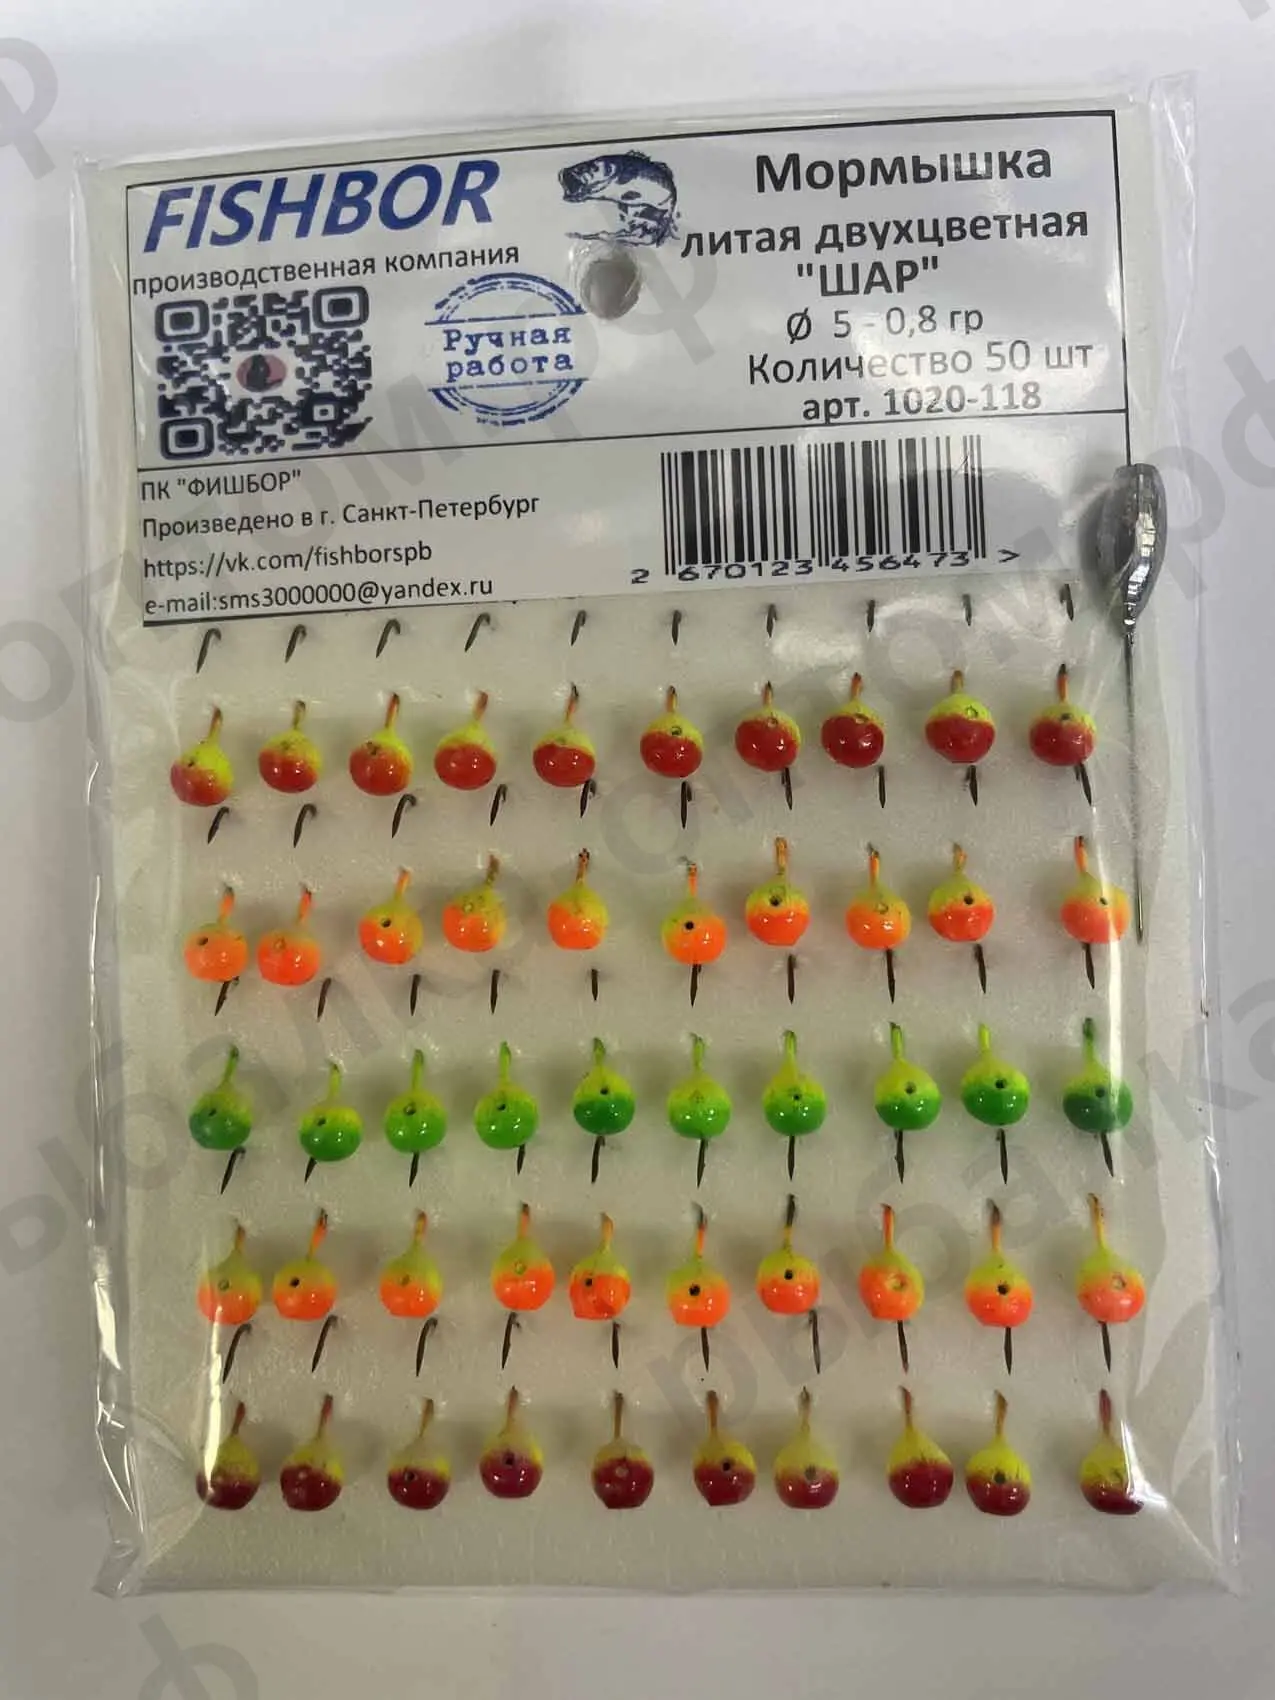 FISHBOR
производственная компания
Ручная
работа
Мормышка
литая двухцветная
"ШАР"
Ø 5 - 0,8 гр
Количество 50 шт
арт. 1020-118
ПК "ФИШБОР"
Произведено в г. Санкт-Петербург
https://vk.com/fishborspb
e-mail:sms3000000@yandex.ru
2 670123 456473 >